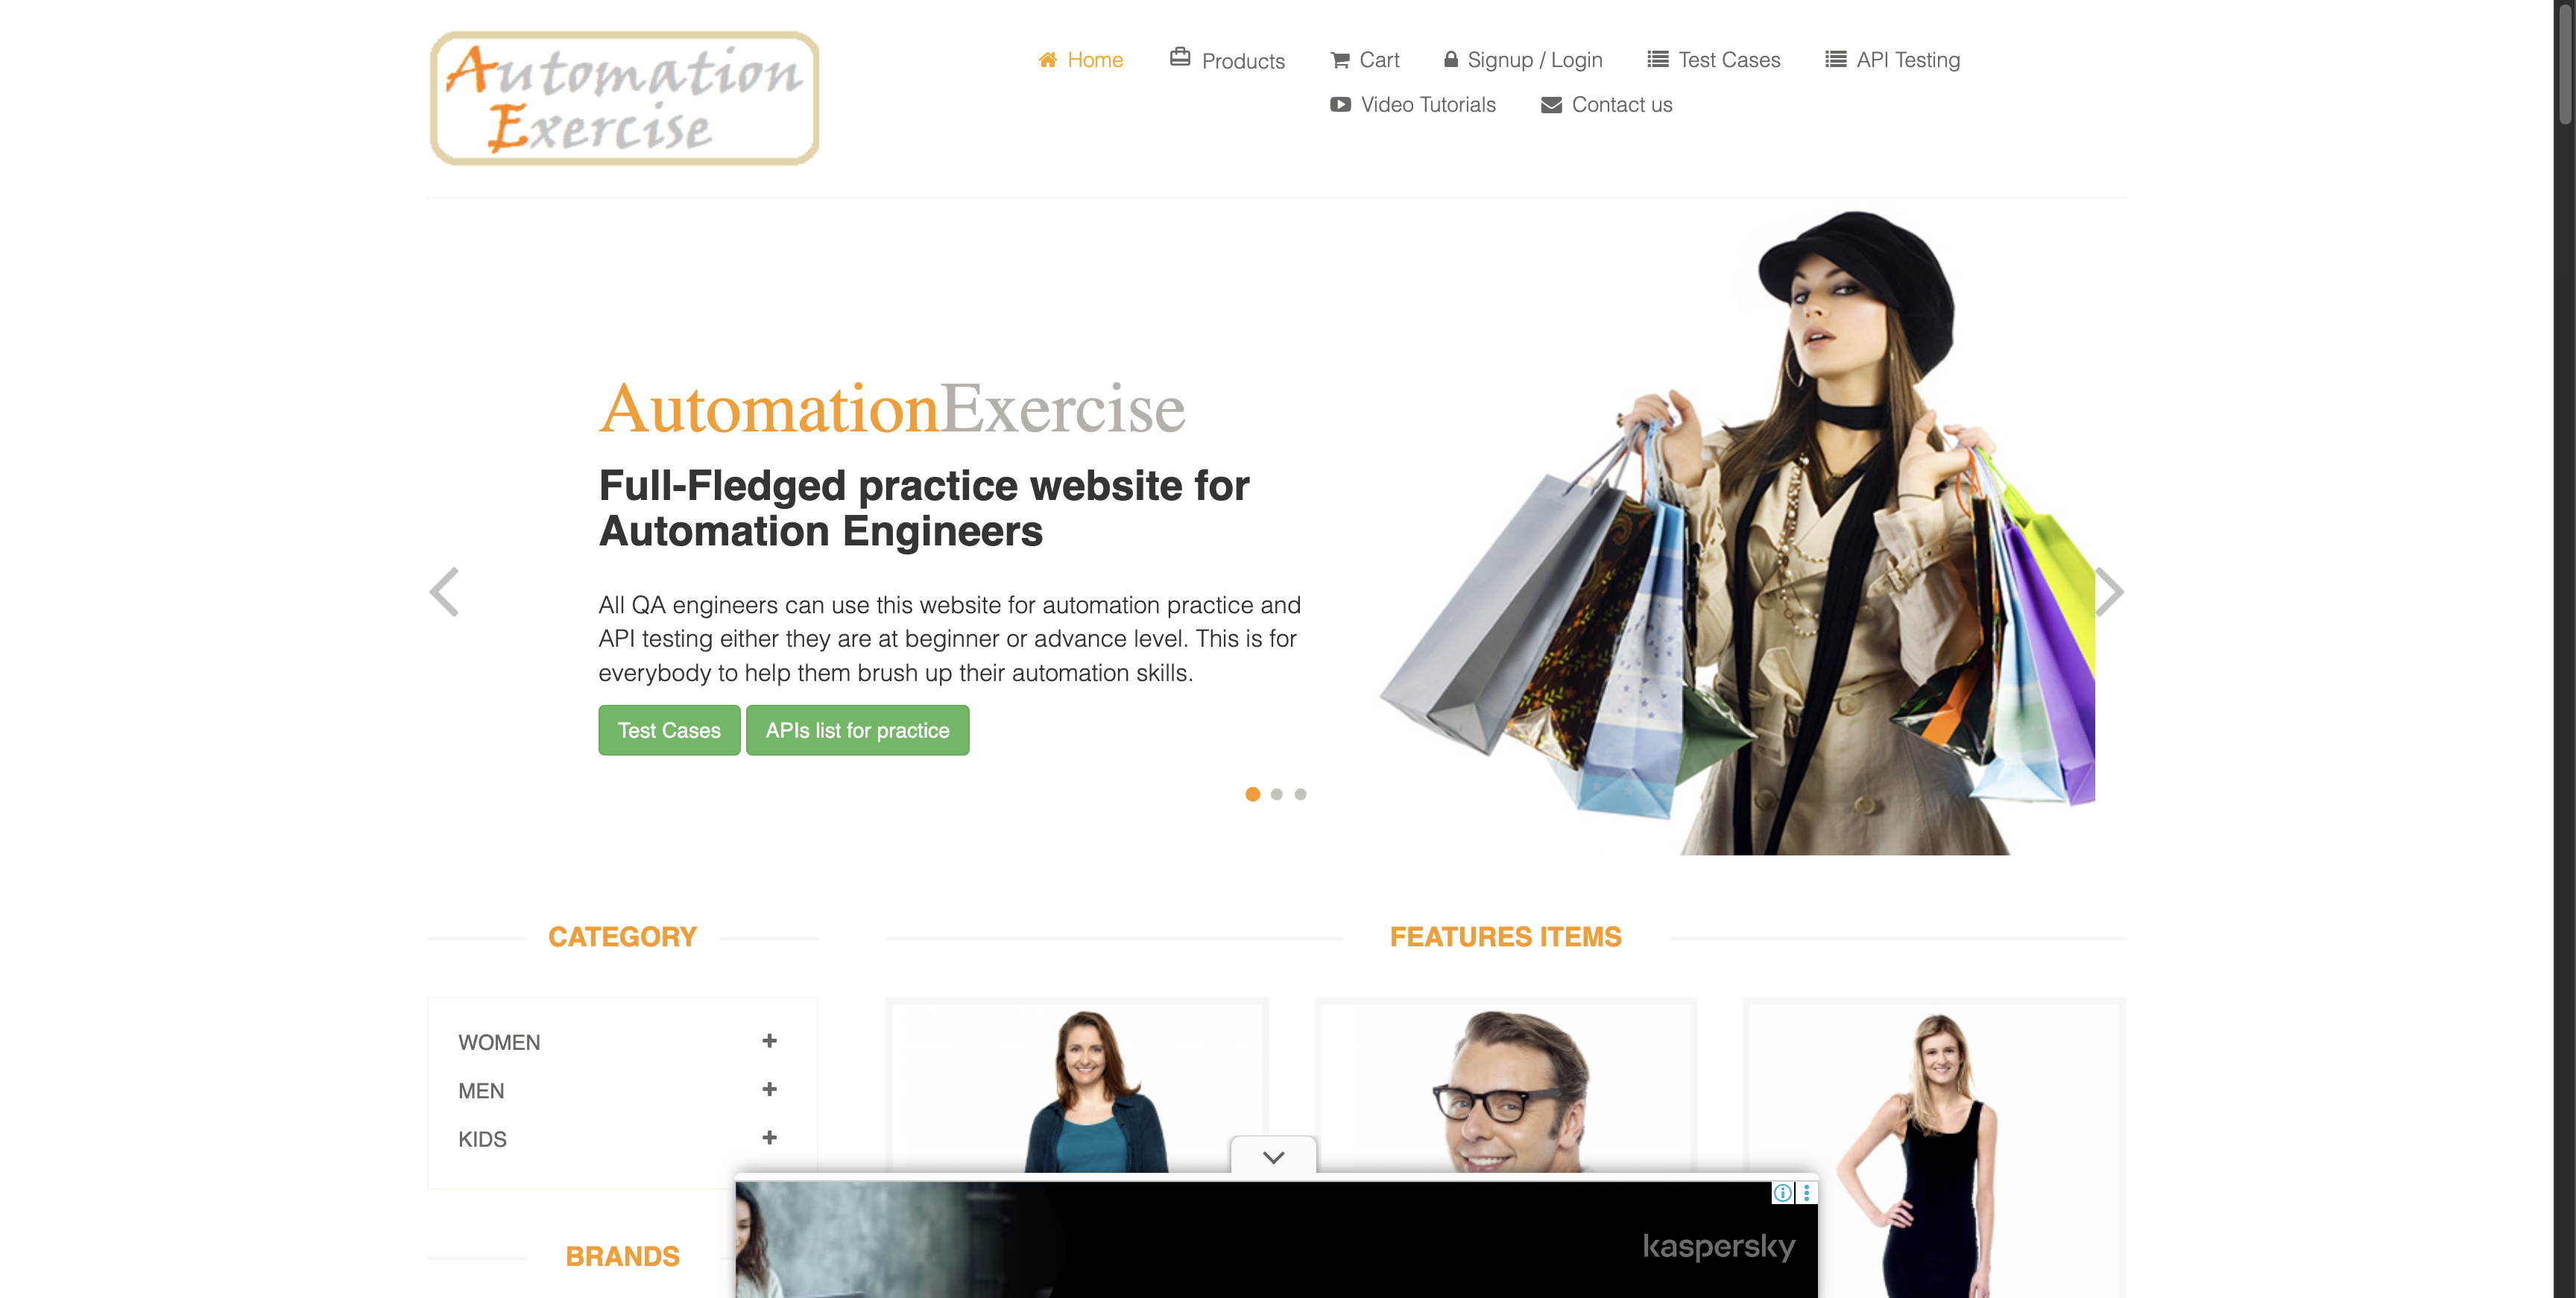 Automation
Exercise
Home
Products
Cart
Signup / Login
Test Cases
API Testing
Video Tutorials
Contact us
AutomationExercise
Full-Fledged practice website for
Automation Engineers
All QA engineers can use this website for automation practice and
API testing either they are at beginner or advance level. This is for
everybody to help them brush up their automation skills.
Test Cases
APIs list for practice
CATEGORY
WOMEN
MEN
KIDS
BRANDS
FEATURES ITEMS
kaspersky